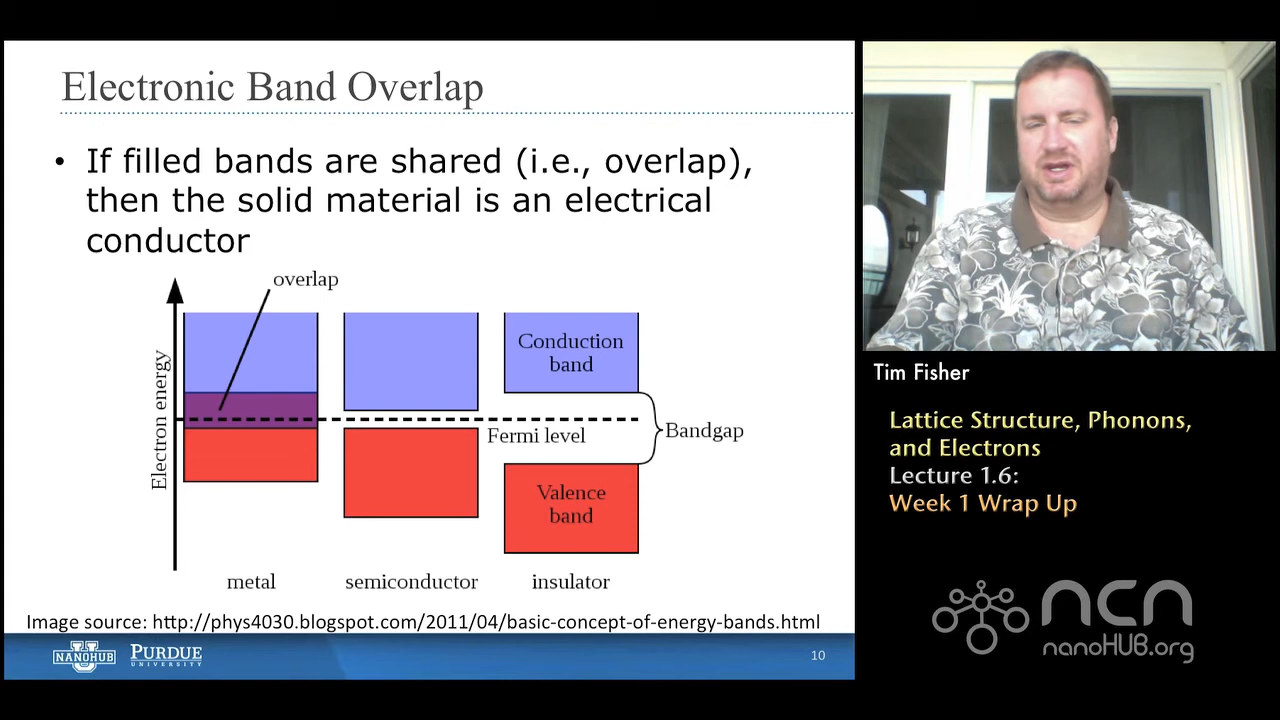 Electronic Band Overlap
• If filled bands are shared (i.e., overlap),
then the solid material is an electrical
conductor
overlap
Electron energy
Conduction
band
Fermi level
Bandgap
Valence
band
metal
semiconductor
insulator
Image source: http://phys4030.blogspot.com/2011/04/basic-concept-of-energy-bands.html
NANOHUB
U
PURDUE
UNIVERSITY
10
Tim Fisher
Lattice Structure, Phonons,
and Electrons
Lecture 1.6:
Week 1 Wrap Up
ncn
nanoHUB.org